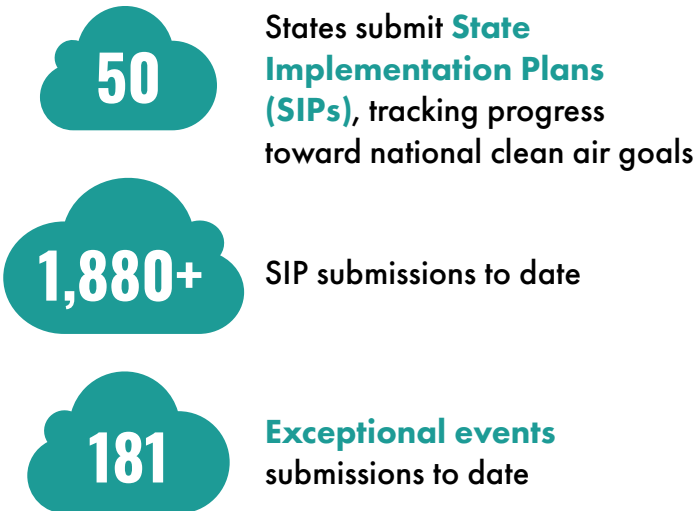 50
States submit State
Implementation Plans
(SIPs), tracking progress
toward national clean air goals
1,880+
SIP submissions to date
181
Exceptional events
submissions to date